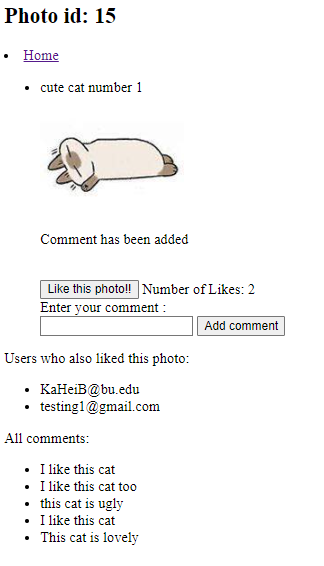 Photo id: 15
Home
cute cat number 1
Comment has been added
Like this photo!! Number of Likes: 2
Enter your comment :
Add comment
Users who also liked this photo:
KaHeiB@bu.edu
testing1@gmail.com
All comments:
I like this cat
I like this cat too
this cat is ugly
I like this cat
This cat is lovely